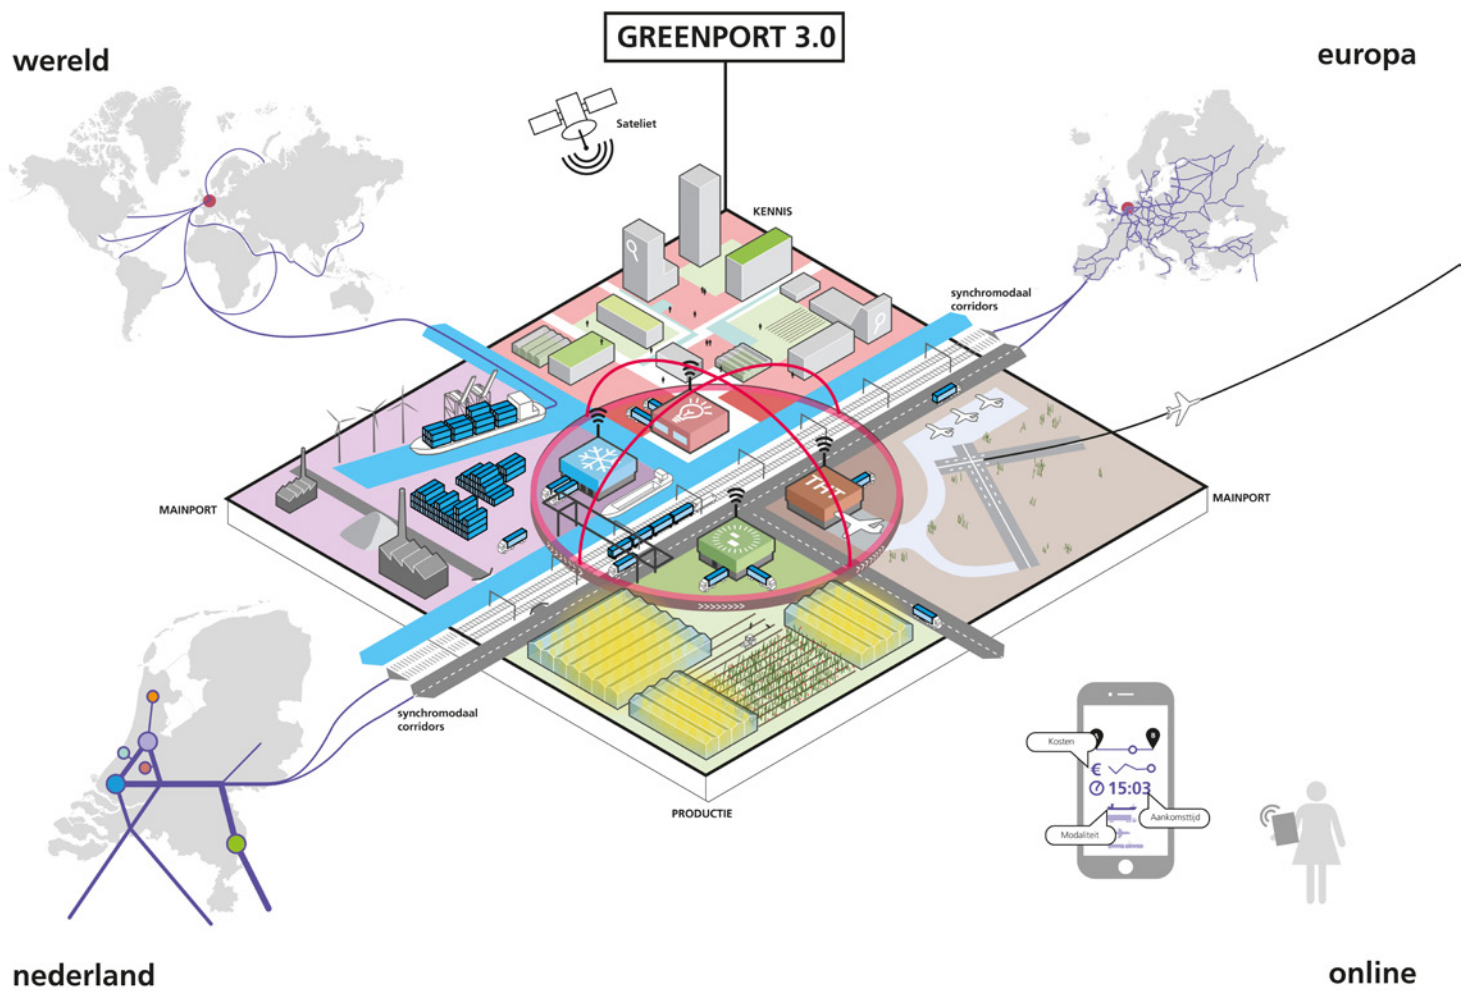 GREENPORT 3.0
wereld
europa
Sateliet
KENNIS
synchromodaal
corridors
MAINPORT
THT
MAINPORT
synchromodaal
corridors
PRODUCTIE
Kosten
€
15:03
Aankomsttijd
Modaliteit
nederland
online